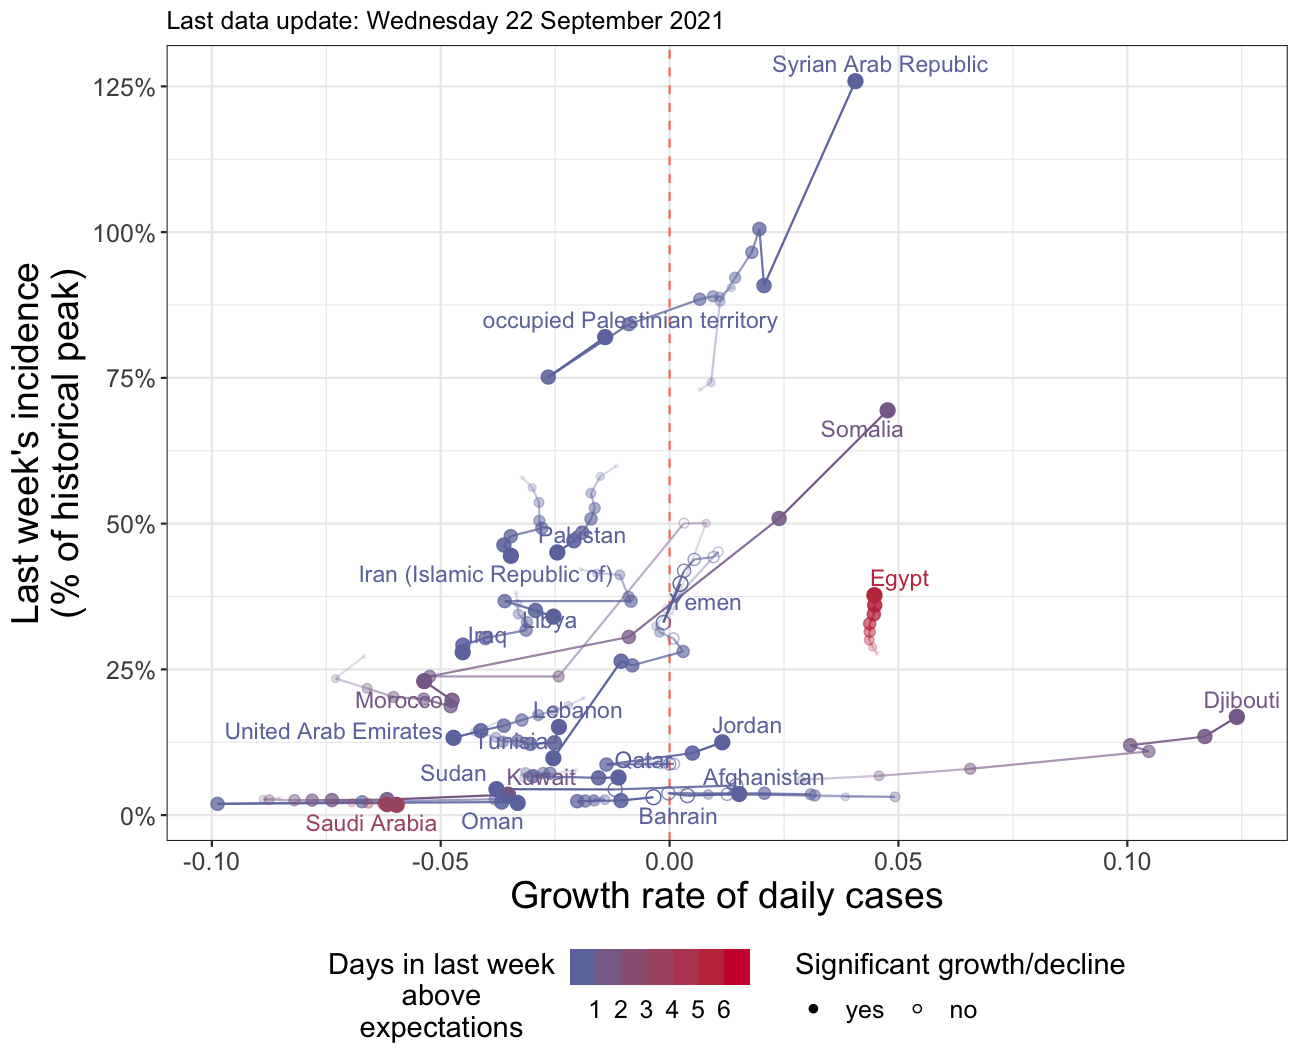 Last data update: Wednesday 22 September 2021
Last week's incidence
(% of historical peak)
125%
100%
75%
50%
25%
0%
Syrian Arab Republic
occupied Palestinian territory
Somalia
Pakistan
Iran (Islamic Republic of)
Egypt
Yemen
Libya
Iraq
Morocco
Djibouti
Lebanon
United Arab Emirates
Jordan
Tunisia
Qatar
Sudan
Kuwait
Afghanistan
Saudi Arabia
Oman
Bahrain
-0.10
-0.05
0.00
0.05
0.10
Growth rate of daily cases
Days in last week
above
expectations
1 2 3 4 5 6
Significant growth/decline
yes
no